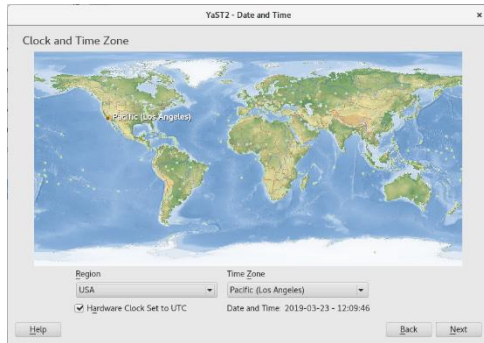 YaST2 - Date and Time
Clock and Time Zone
Pacific (Los Angeles)
Region
Time Zone
USA
Pacific (Los Angeles)
Hardware Clock Set to UTC
Date and Time 2019-03-23 - 12:09:46
Help
Back
Next